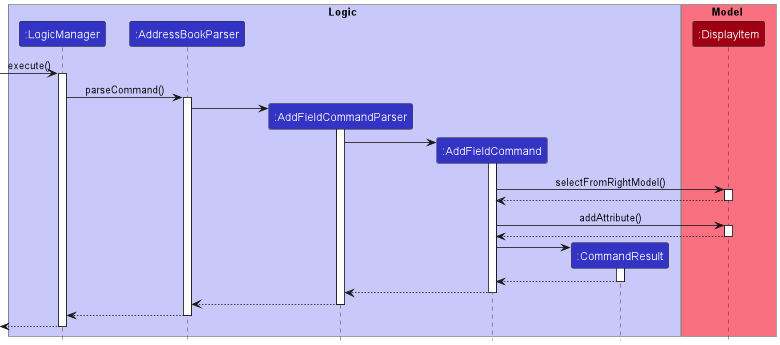 Logic
Model
:LogicManager
:AddressBookParser
:DisplayItem
execute()
parseCommand()
:AddFieldCommandParser
:AddFieldCommand
selectFromRightModel()
addAttribute()
:CommandResult